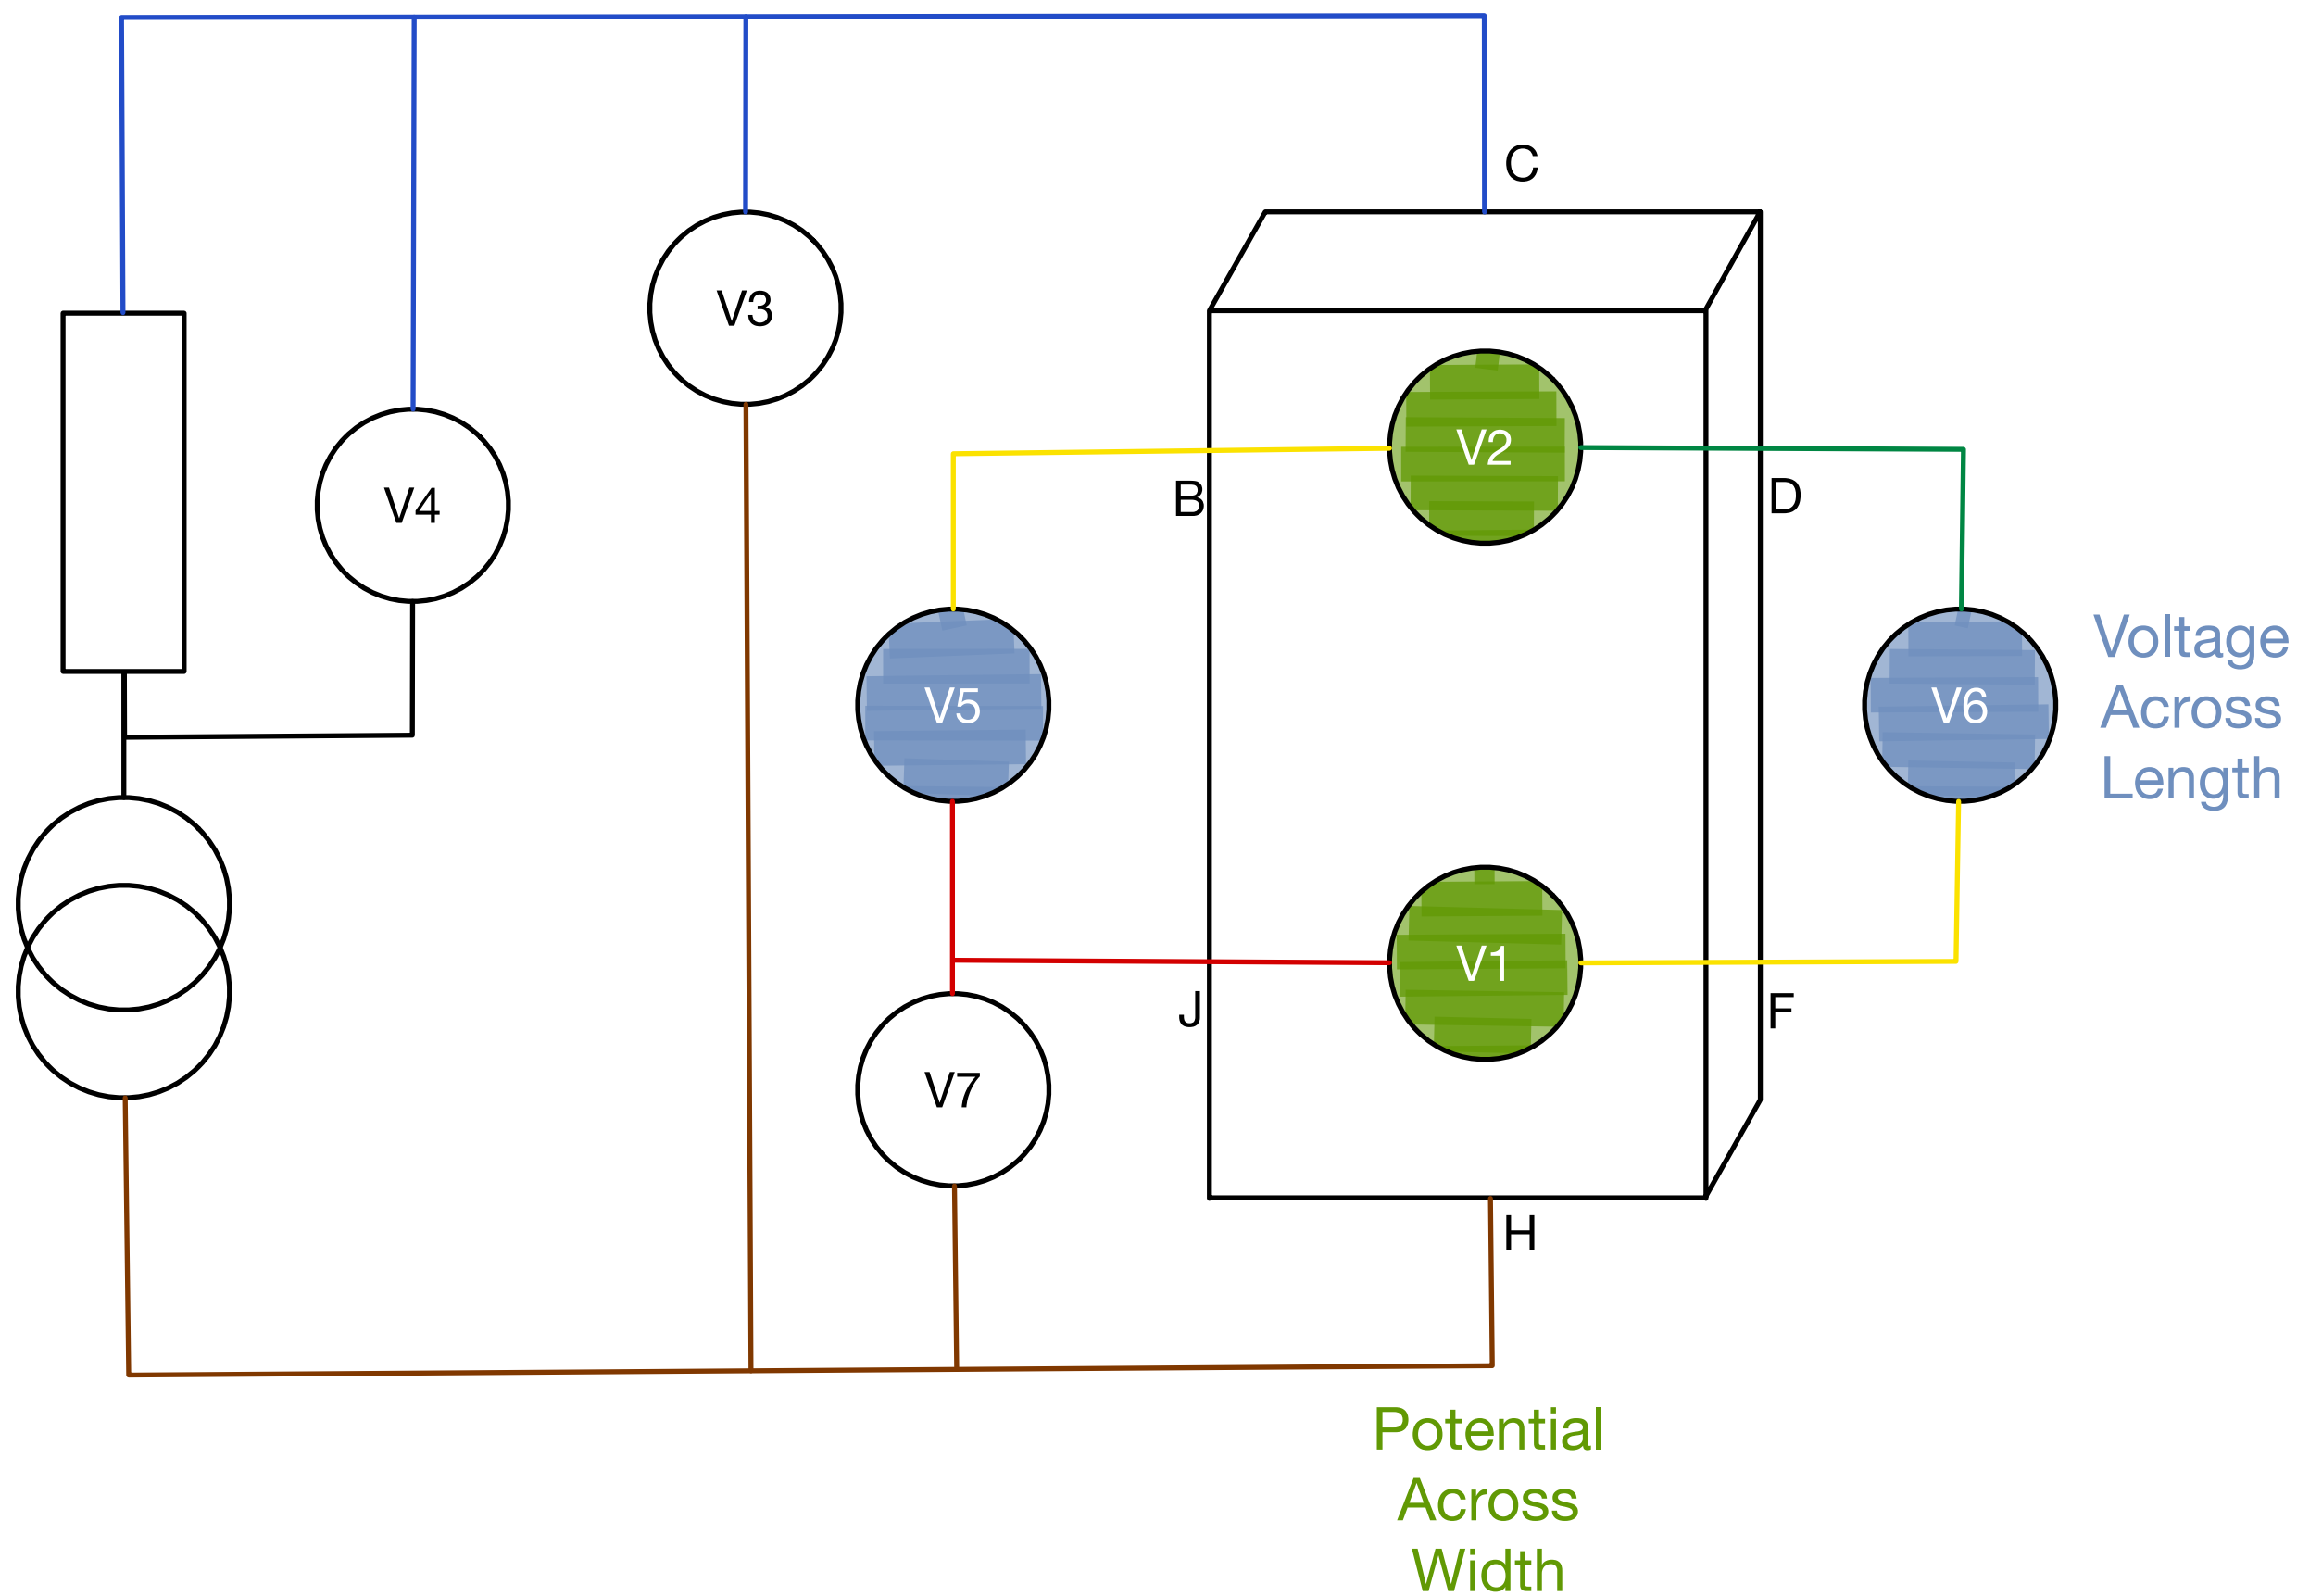 C
V3
V2
V4
B
D
V5
V6
Voltage
Across
Length
V1
J
F
V7
H
Potential
Across
Width